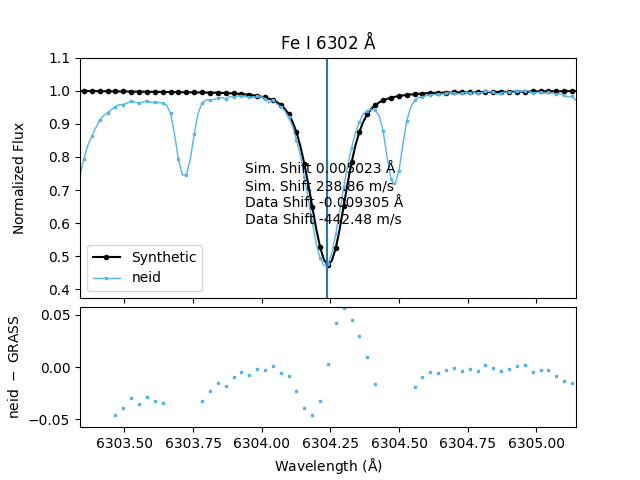 Fe I 6302 Å
1.1
1.0
0.9
0.8
0.7
0.6
0.5
0.4
Normalized Flux
Sim. Shift 0.005023 Å
Sim. Shift 238.86 m/s
Data Shift -0.009305 Å
Data Shift -442.48 m/s
Synthetic
neid
0.05
0.00
−0.05
neid − GRASS
6303.50 6303.75 6304.00 6304.25 6304.50 6304.75 6305.00
Wavelength (Å)